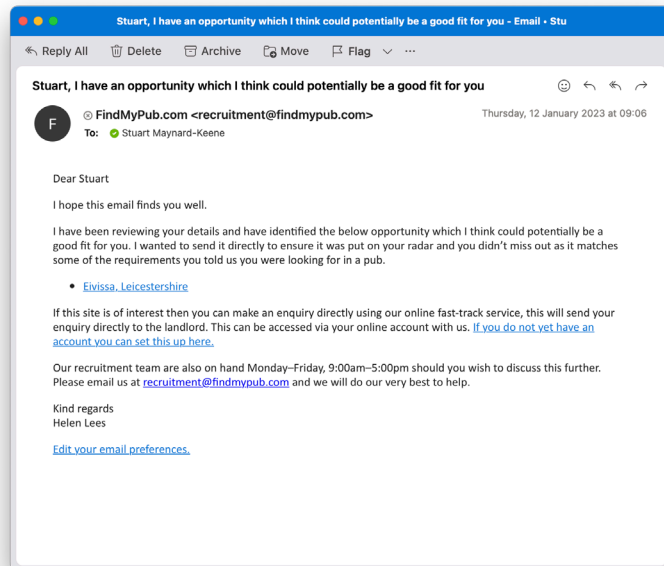 Stuart, I have an opportunity which I think could potentially be a good fit for you - Email • Stu
Reply All Delete Archive Move Flag ...
Stuart, I have an opportunity which I think could potentially be a good fit for you
F
FindMyPub.com <recruitment@findmypub.com>
Thursday, 12 January 2023 at 09:06
To: Stuart Maynard-Keene
Dear Stuart
I hope this email finds you well.
I have been reviewing your details and have identified the below opportunity which I think could potentially be a
good fit for you. I wanted to send it directly to ensure it was put on your radar and you didn’t miss out as it matches
some of the requirements you told us you were looking for in a pub.
• Eivissa, Leicestershire
If this site is of interest then you can make an enquiry directly using our online fast-track service, this will send your
enquiry directly to the landlord. This can be accessed via your online account with us. If you do not yet have an
account you can set this up here.
Our recruitment team are also on hand Monday–Friday, 9:00am–5:00pm should you wish to discuss this further.
Please email us at recruitment@findmypub.com and we will do our very best to help.
Kind regards
Helen Lees
Edit your email preferences.